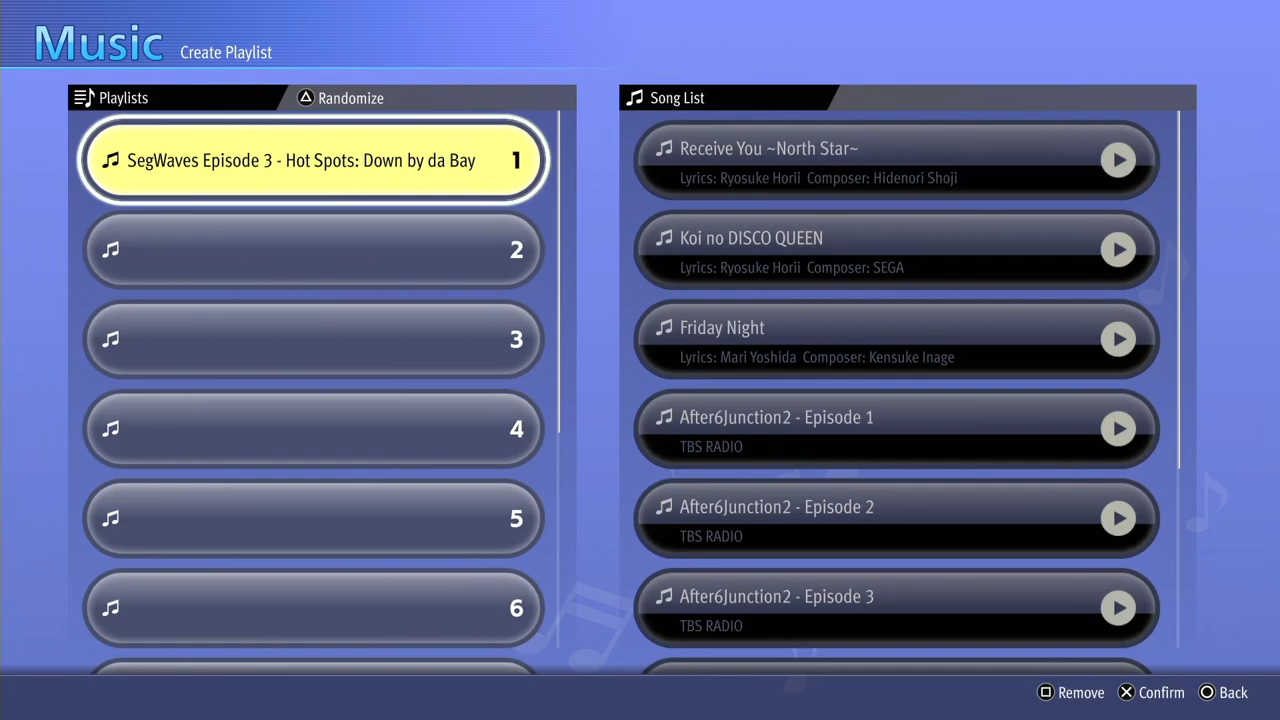 Music Create Playlist
Playlists
Randomize
SegWaves Episode 3 - Hot Spots: Down by da Bay 1
2
3
4
5
6
Song List
Receive You ~North Star~
Lyrics: Ryosuke Horii Composer: Hidenori Shoji
Koi no DISCO QUEEN
Lyrics: Ryosuke Horii Composer: SEGA
Friday Night
Lyrics: Mari Yoshida Composer: Kensuke Inage
After6Junction2 - Episode 1
TBS RADIO
After6Junction2 - Episode 2
TBS RADIO
After6Junction2 - Episode 3
TBS RADIO
Remove Confirm Back